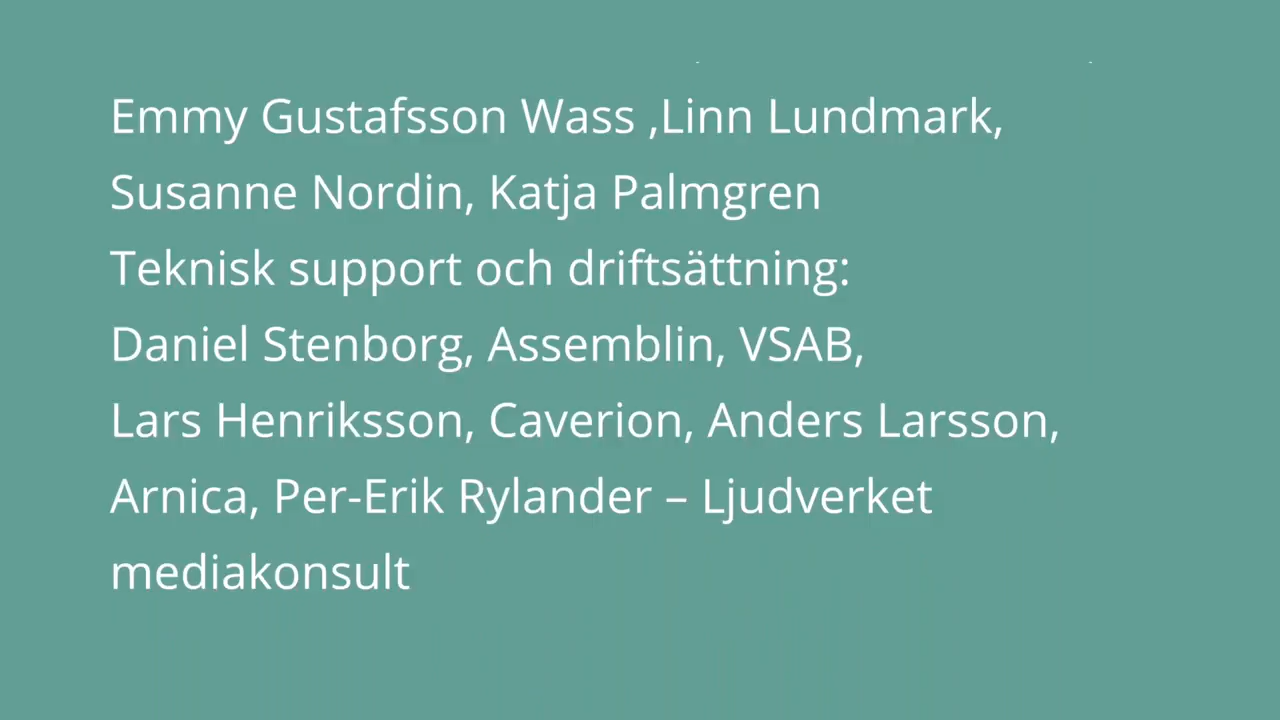 Emmy Gustafsson Wass ,Linn Lundmark,
Susanne Nordin, Katja Palmgren
Teknisk support och driftsättning:
Daniel Stenborg, Assemblin, VSAB,
Lars Henriksson, Caverion, Anders Larsson,
Arnica, Per-Erik Rylander – Ljudverket
mediakonsult